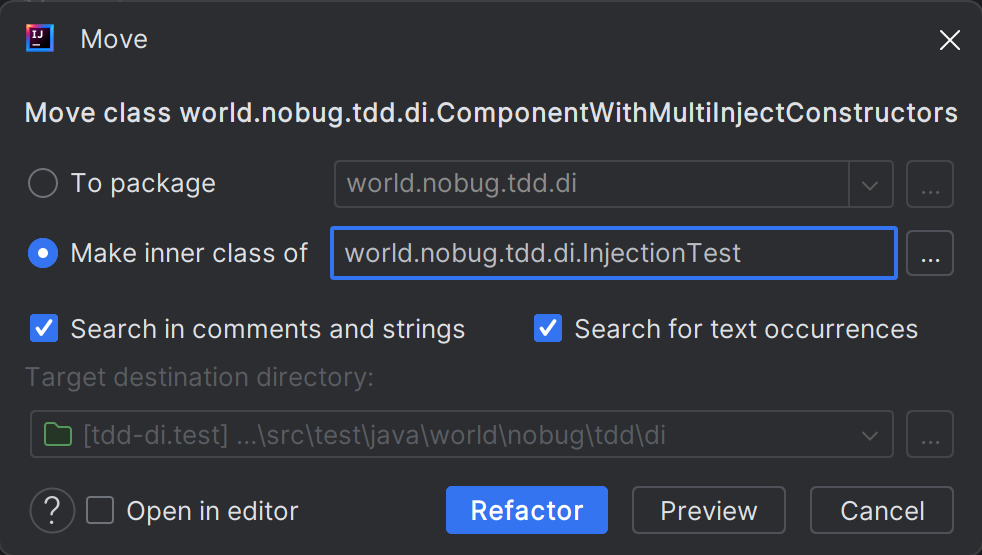 Move
Move class world.nobug.tdd.di.ComponentWithMultiInjectConstructors
To package world.nobug.tdd.di ...
Make inner class of world.nobug.tdd.di.InjectionTest ...
Search in comments and strings Search for text occurrences
Target destination directory:
[tdd-di.test] ...\src\test\java\world\nobug\tdd\di ...
? Open in editor Refactor Preview Cancel